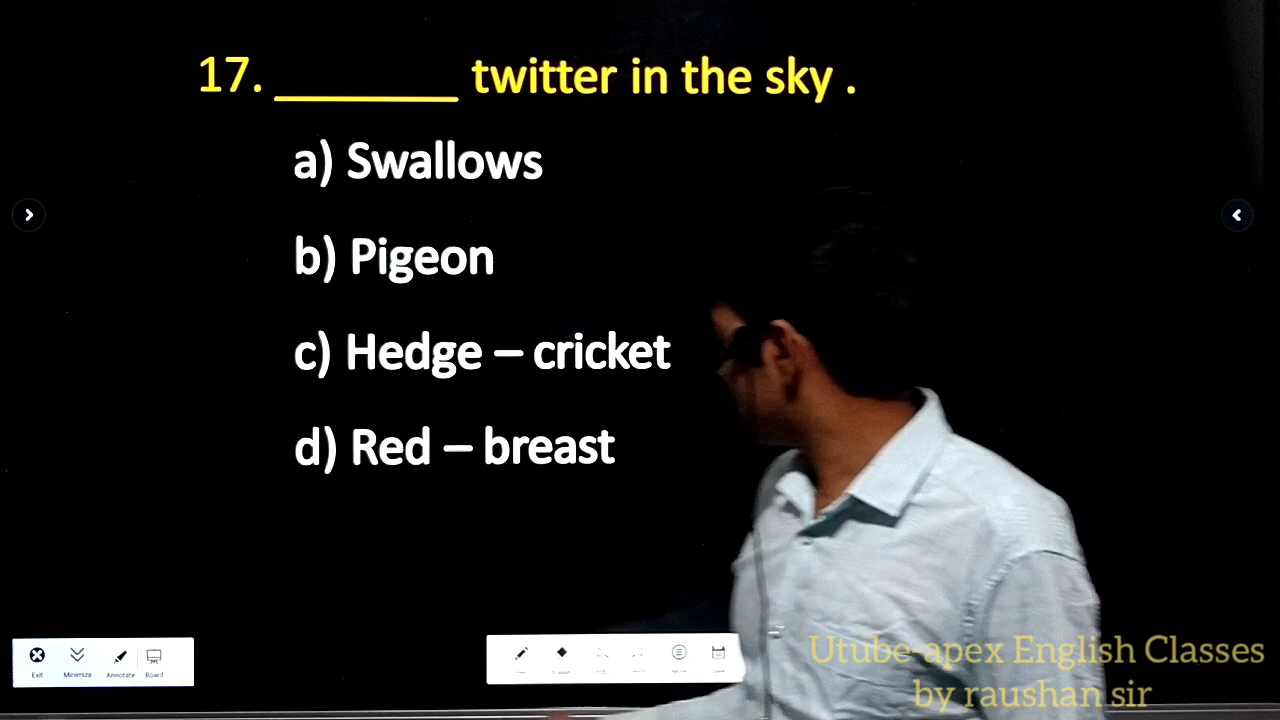 17. _______ twitter in the sky .
a) Swallows
b) Pigeon
c) Hedge – cricket
d) Red – breast
Exit Minimize Annotate Board
Utube-apex English Classes
by raushan sir